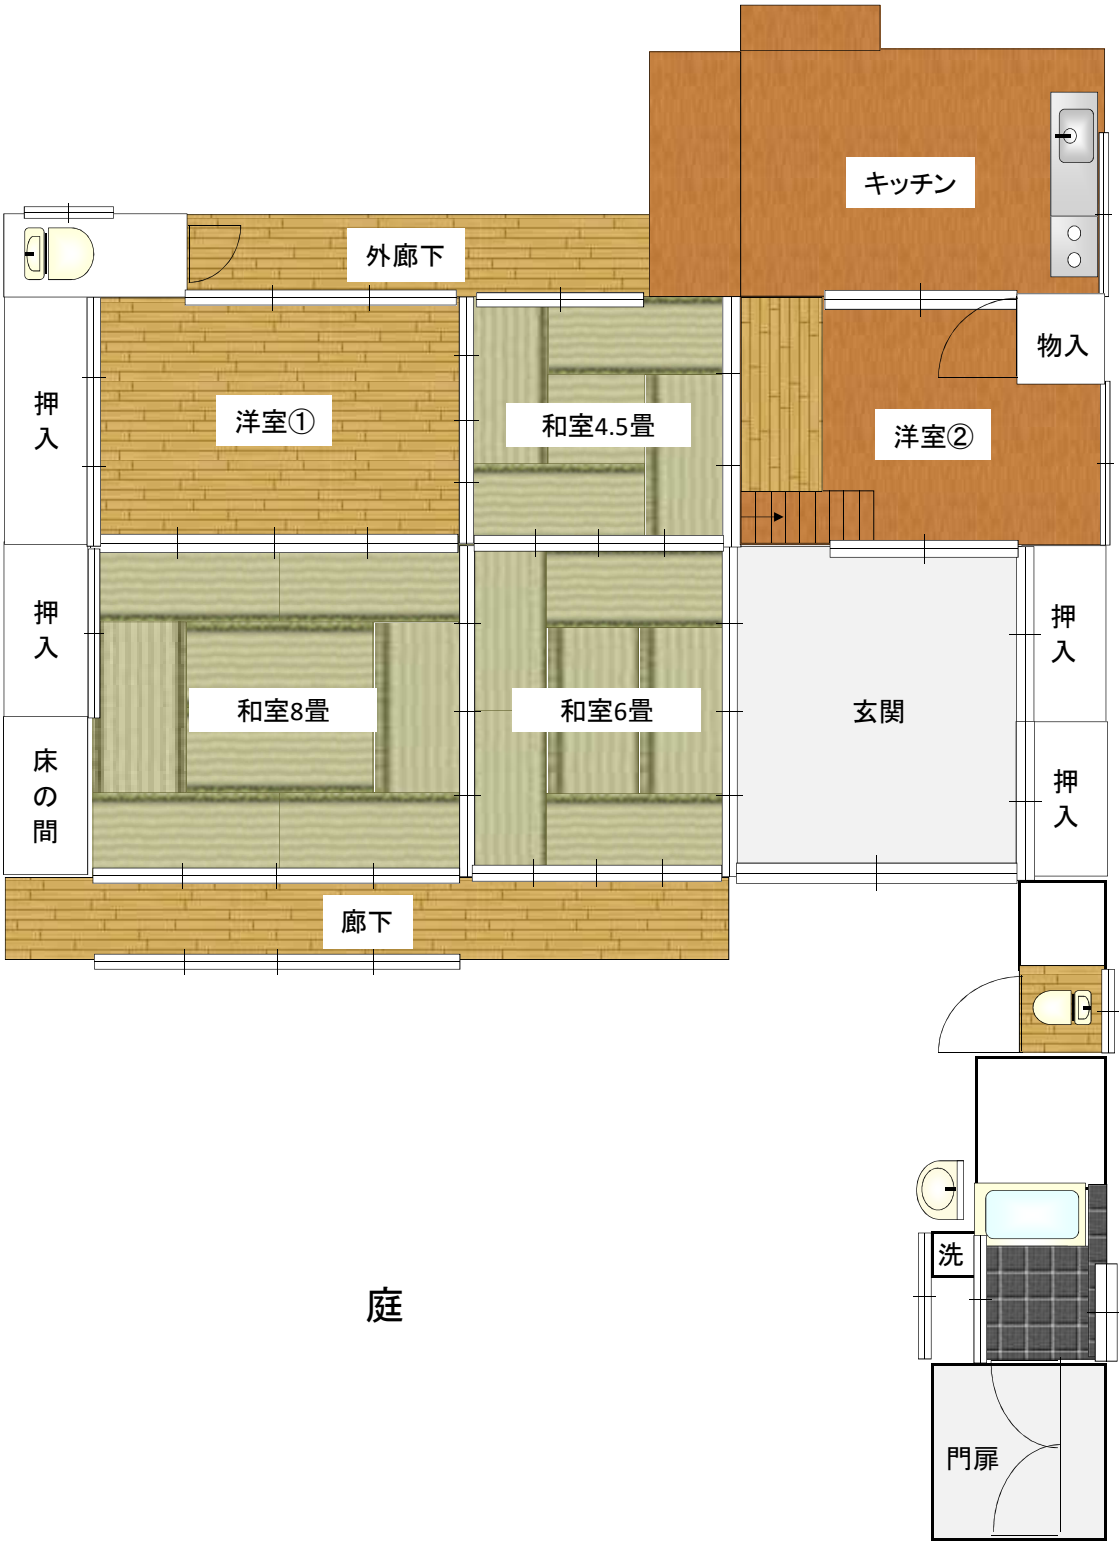 キッチン
外廊下
物入
押入
洋室①
和室4.5畳
洋室②
押入
押入
和室8畳
和室6畳
玄関
床の間
押入
廊下
洗
庭
門扉